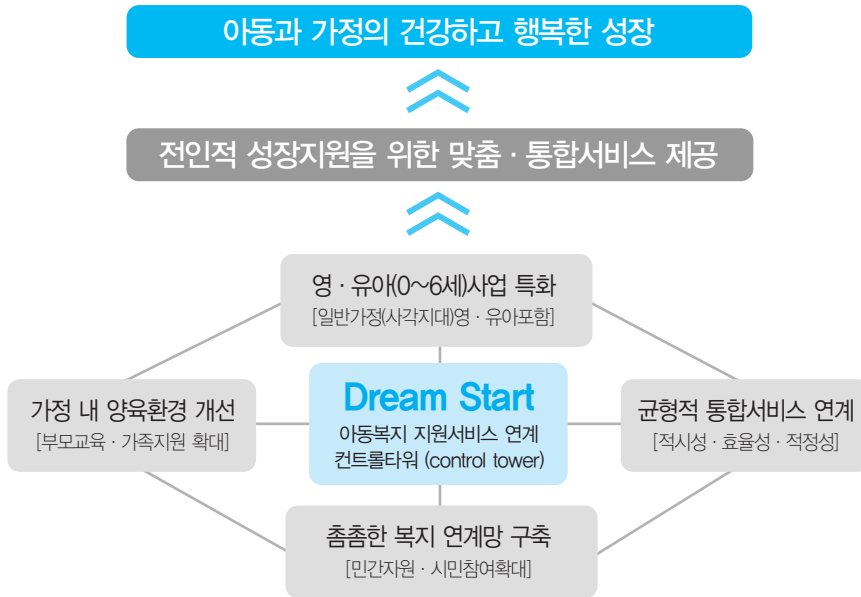 아동과 가정의 건강하고 행복한 성장
전인적 성장지원을 위한 맞춤 · 통합서비스 제공
영 · 유아(0~6세)사업 특화
[일반가정(사각지대)영 · 유아포함]
가정 내 양육환경 개선
[부모교육 · 가족지원 확대]
Dream Start
아동복지 지원서비스 연계
컨트롤타워 (control tower)
균형적 통합서비스 연계
[적시성 · 효율성 · 적정성]
촘촘한 복지 연계망 구축
[민간자원 · 시민참여확대]